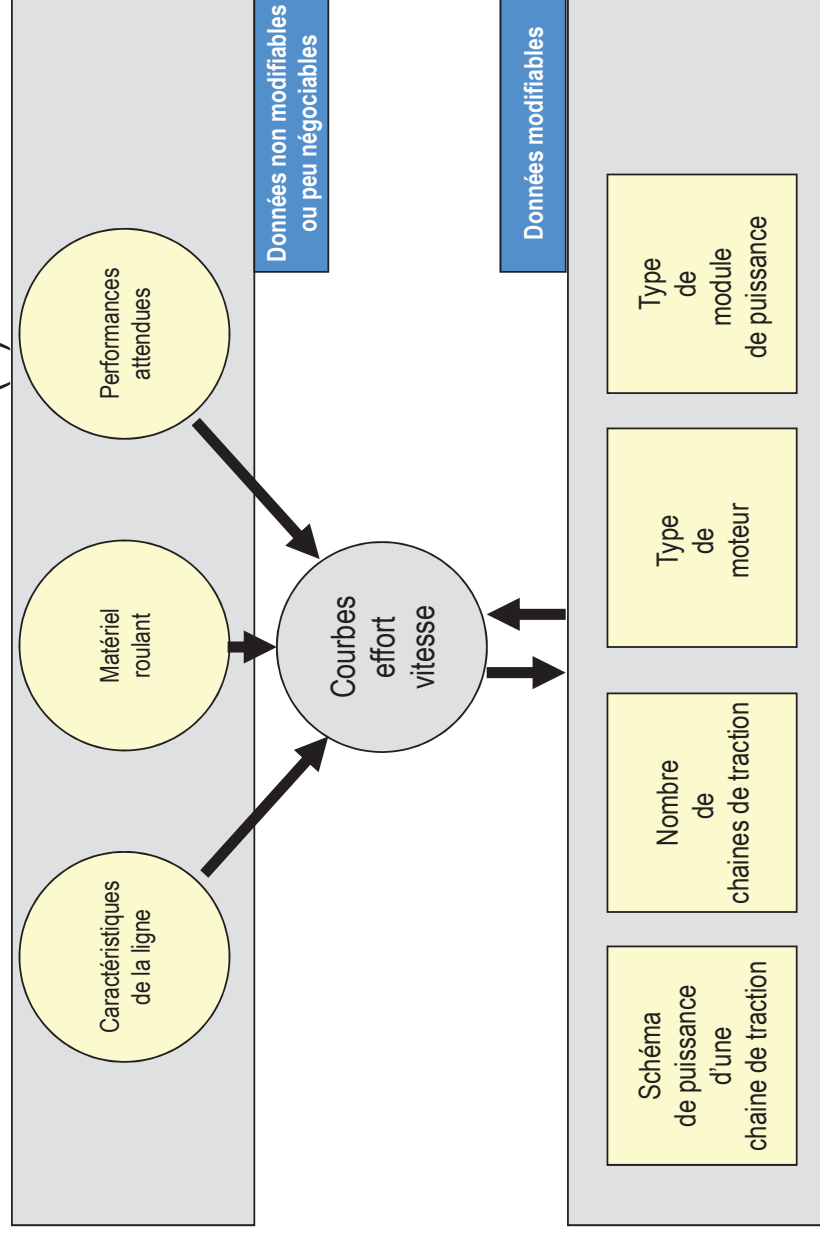 Caractéristiques
de la ligne
Matériel
roulant
Performances
attendues
Données non modifiables
ou peu négociables
Courbes
effort
vitesse
Données modifiables
Schéma
de puissance
d'une
chaine de traction
Nombre
de
chaines de traction
Type
de
moteur
Type
de
module
de puissance